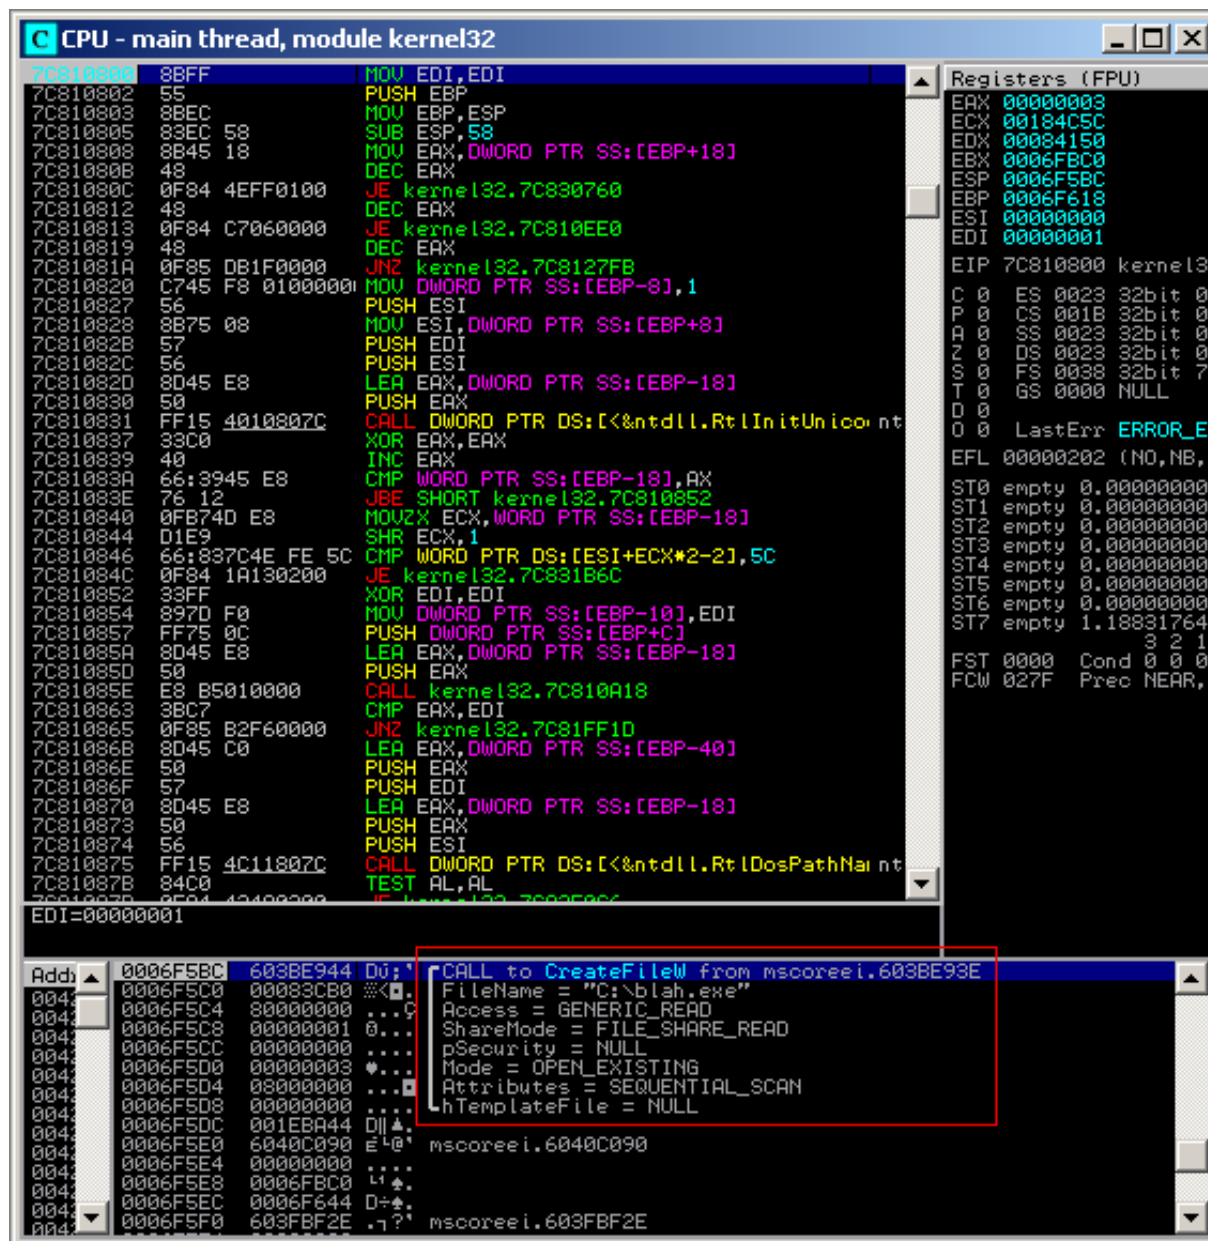 C CPU - main thread, module kernel32
7C810800 8BFF MOV EDI,EDI
7C810802 55 PUSH EBP
7C810803 8BEC MOV EBP,ESP
7C810805 83EC 58 SUB ESP,58
7C810808 8B45 18 MOV EAX,DWORD PTR SS:[EBP+18]
7C81080B 48 DEC EAX
7C81080C 0F84 4EFF0100 JE kernel32.7C830760
7C810812 48 DEC EAX
7C810813 0F84 C7060000 JE kernel32.7C810EE0
7C810819 48 DEC EAX
7C81081A 0F85 DB1F0000 JNZ kernel32.7C8127FB
7C810820 C745 F8 0100000 MOV DWORD PTR SS:[EBP-8],1
7C810827 56 PUSH ESI
7C810828 8B75 08 MOV ESI,DWORD PTR SS:[EBP+8]
7C81082B 57 PUSH EDI
7C81082C 56 PUSH ESI
7C81082D 8D45 E8 LEA EAX,DWORD PTR SS:[EBP-18]
7C810830 50 PUSH EAX
7C810831 FF15 4010807C CALL DWORD PTR DS:[<&ntdll.RtlInitUnico nt
7C810837 33C0 XOR EAX,EAX
7C810839 40 INC EAX
7C81083A 66:3945 E8 CMP WORD PTR SS:[EBP-18],AX
7C81083E 76 12 JBE SHORT kernel32.7C810852
7C810840 0FB74D E8 MOVZX ECX,WORD PTR SS:[EBP-18]
7C810844 D1E9 SHR ECX,1
7C810846 66:837C4E FE 5C CMP WORD PTR DS:[ESI+ECX*2-2],5C
7C81084C 0F84 1A130200 JE kernel32.7C831B6C
7C810852 33FF XOR EDI,EDI
7C810854 897D F0 MOV DWORD PTR SS:[EBP-10],EDI
7C810857 FF75 0C PUSH DWORD PTR SS:[EBP+C]
7C81085A 8D45 E8 LEA EAX,DWORD PTR SS:[EBP-18]
7C81085D 50 PUSH EAX
7C81085E E8 B5010000 CALL kernel32.7C810A18
7C810863 3BC7 CMP EAX,EDI
7C810865 0F85 B2F60000 JNZ kernel32.7C81FF1D
7C81086B 8D45 C0 LEA EAX,DWORD PTR SS:[EBP-40]
7C81086E 50 PUSH EAX
7C81086F 57 PUSH EDI
7C810870 8D45 E8 LEA EAX,DWORD PTR SS:[EBP-18]
7C810873 50 PUSH EAX
7C810874 56 PUSH ESI
7C810875 FF15 4C11807C CALL DWORD PTR DS:[<&ntdll.RtlDosPathNa nt
7C81087B 84C0 TEST AL,AL
EDI=00000001
Registers (FPU)
EAX 00000003
ECX 00184C5C
EDX 00084150
EBX 0006FBC0
ESP 0006F5BC
EBP 0006F618
ESI 00000000
EDI 00000001
EIP 7C810800 kernel3
C 0 ES 0023 32bit 0
P 0 CS 001B 32bit 0
A 0 SS 0023 32bit 0
Z 0 DS 0023 32bit 0
S 0 FS 0038 32bit 7
T 0 GS 0000 NULL
D 0
O 0 LastErr ERROR_E
EFL 00000202 (NO,NB,
ST0 empty 0.00000000
ST1 empty 0.00000000
ST2 empty 0.00000000
ST3 empty 0.00000000
ST4 empty 0.00000000
ST5 empty 0.00000000
ST6 empty 0.00000000
ST7 empty 1.18831764
3 2 1
FST 0000 Cond 0 0 0
FCW 027F Prec NEAR,
Addr
0006F5BC 603BE944 CALL to CreateFileW from mscoreei.603BE93E
0006F5C0 00083CB0 FileName = "C:\blah.exe"
0006F5C4 80000000 Access = GENERIC_READ
0006F5C8 00000001 ShareMode = FILE_SHARE_READ
0006F5CC 00000000 pSecurity = NULL
0006F5D0 00000003 Mode = OPEN_EXISTING
0006F5D4 08000000 Attributes = SEQUENTIAL_SCAN
0006F5D8 00000000 hTemplateFile = NULL
0006F5DC 001EBA44
0006F5E0 6040C090 mscoreei.6040C090
0006F5E4 00000000
0006F5E8 0006FBC0
0006F5EC 0006F644
0006F5F0 603FBF2E mscoreei.603FBF2E